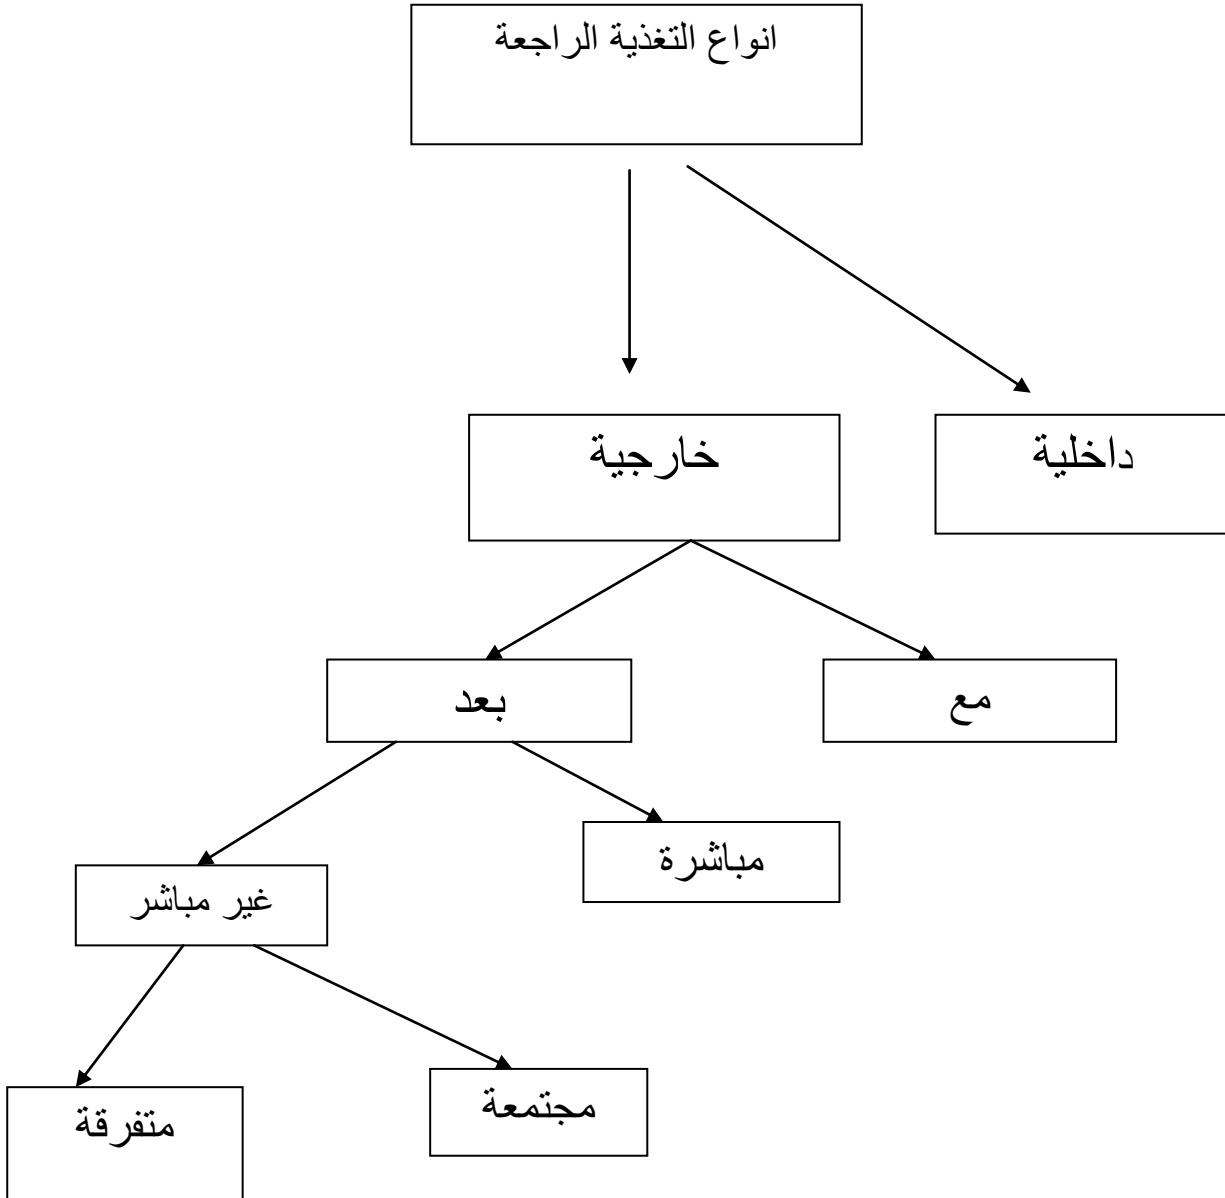 انواع التغذية الراجعة
داخلية
خارجية
مع
بعد
مباشرة
غير مباشر
مجتمعة
متفرقة